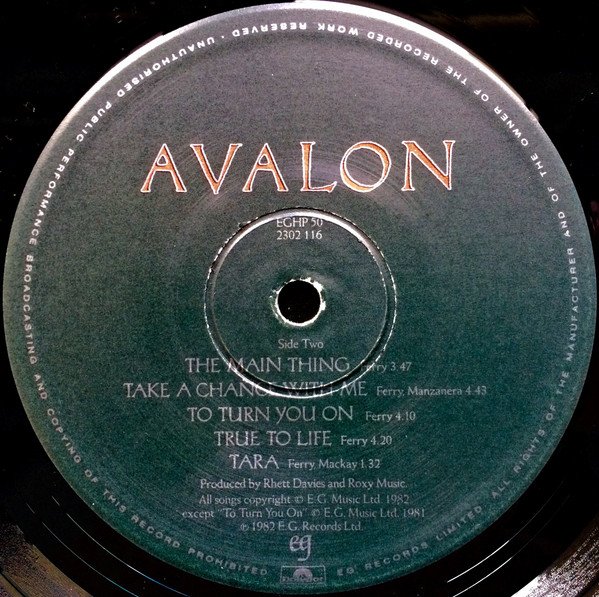 AVALON
EGHP 50
2302 116
Side Two
THE MAIN THING Ferry 3.47
TAKE A CHANCE WITH ME Ferry, Manzanera 4.43
TO TURN YOU ON Ferry 4.10
TRUE TO LIFE Ferry 4.20
TARA Ferry, Mackay 1.32
Produced by Rhett Davies and Roxy Music.
All songs copyright © E.G. Music Ltd. 1982
except "To Turn You On" © E.G. Music Ltd. 1981
℗ 1982 E.G. Records Ltd.
eg
Polydor
EG RECORDS LIMITED. ALL RIGHTS OF THE MANUFACTURER AND OF THE OWNER OF THE RECORDED WORK RESERVED · UNAUTHORISED PUBLIC PERFORMANCE BROADCASTING AND COPYING OF THIS RECORD PROHIBITED